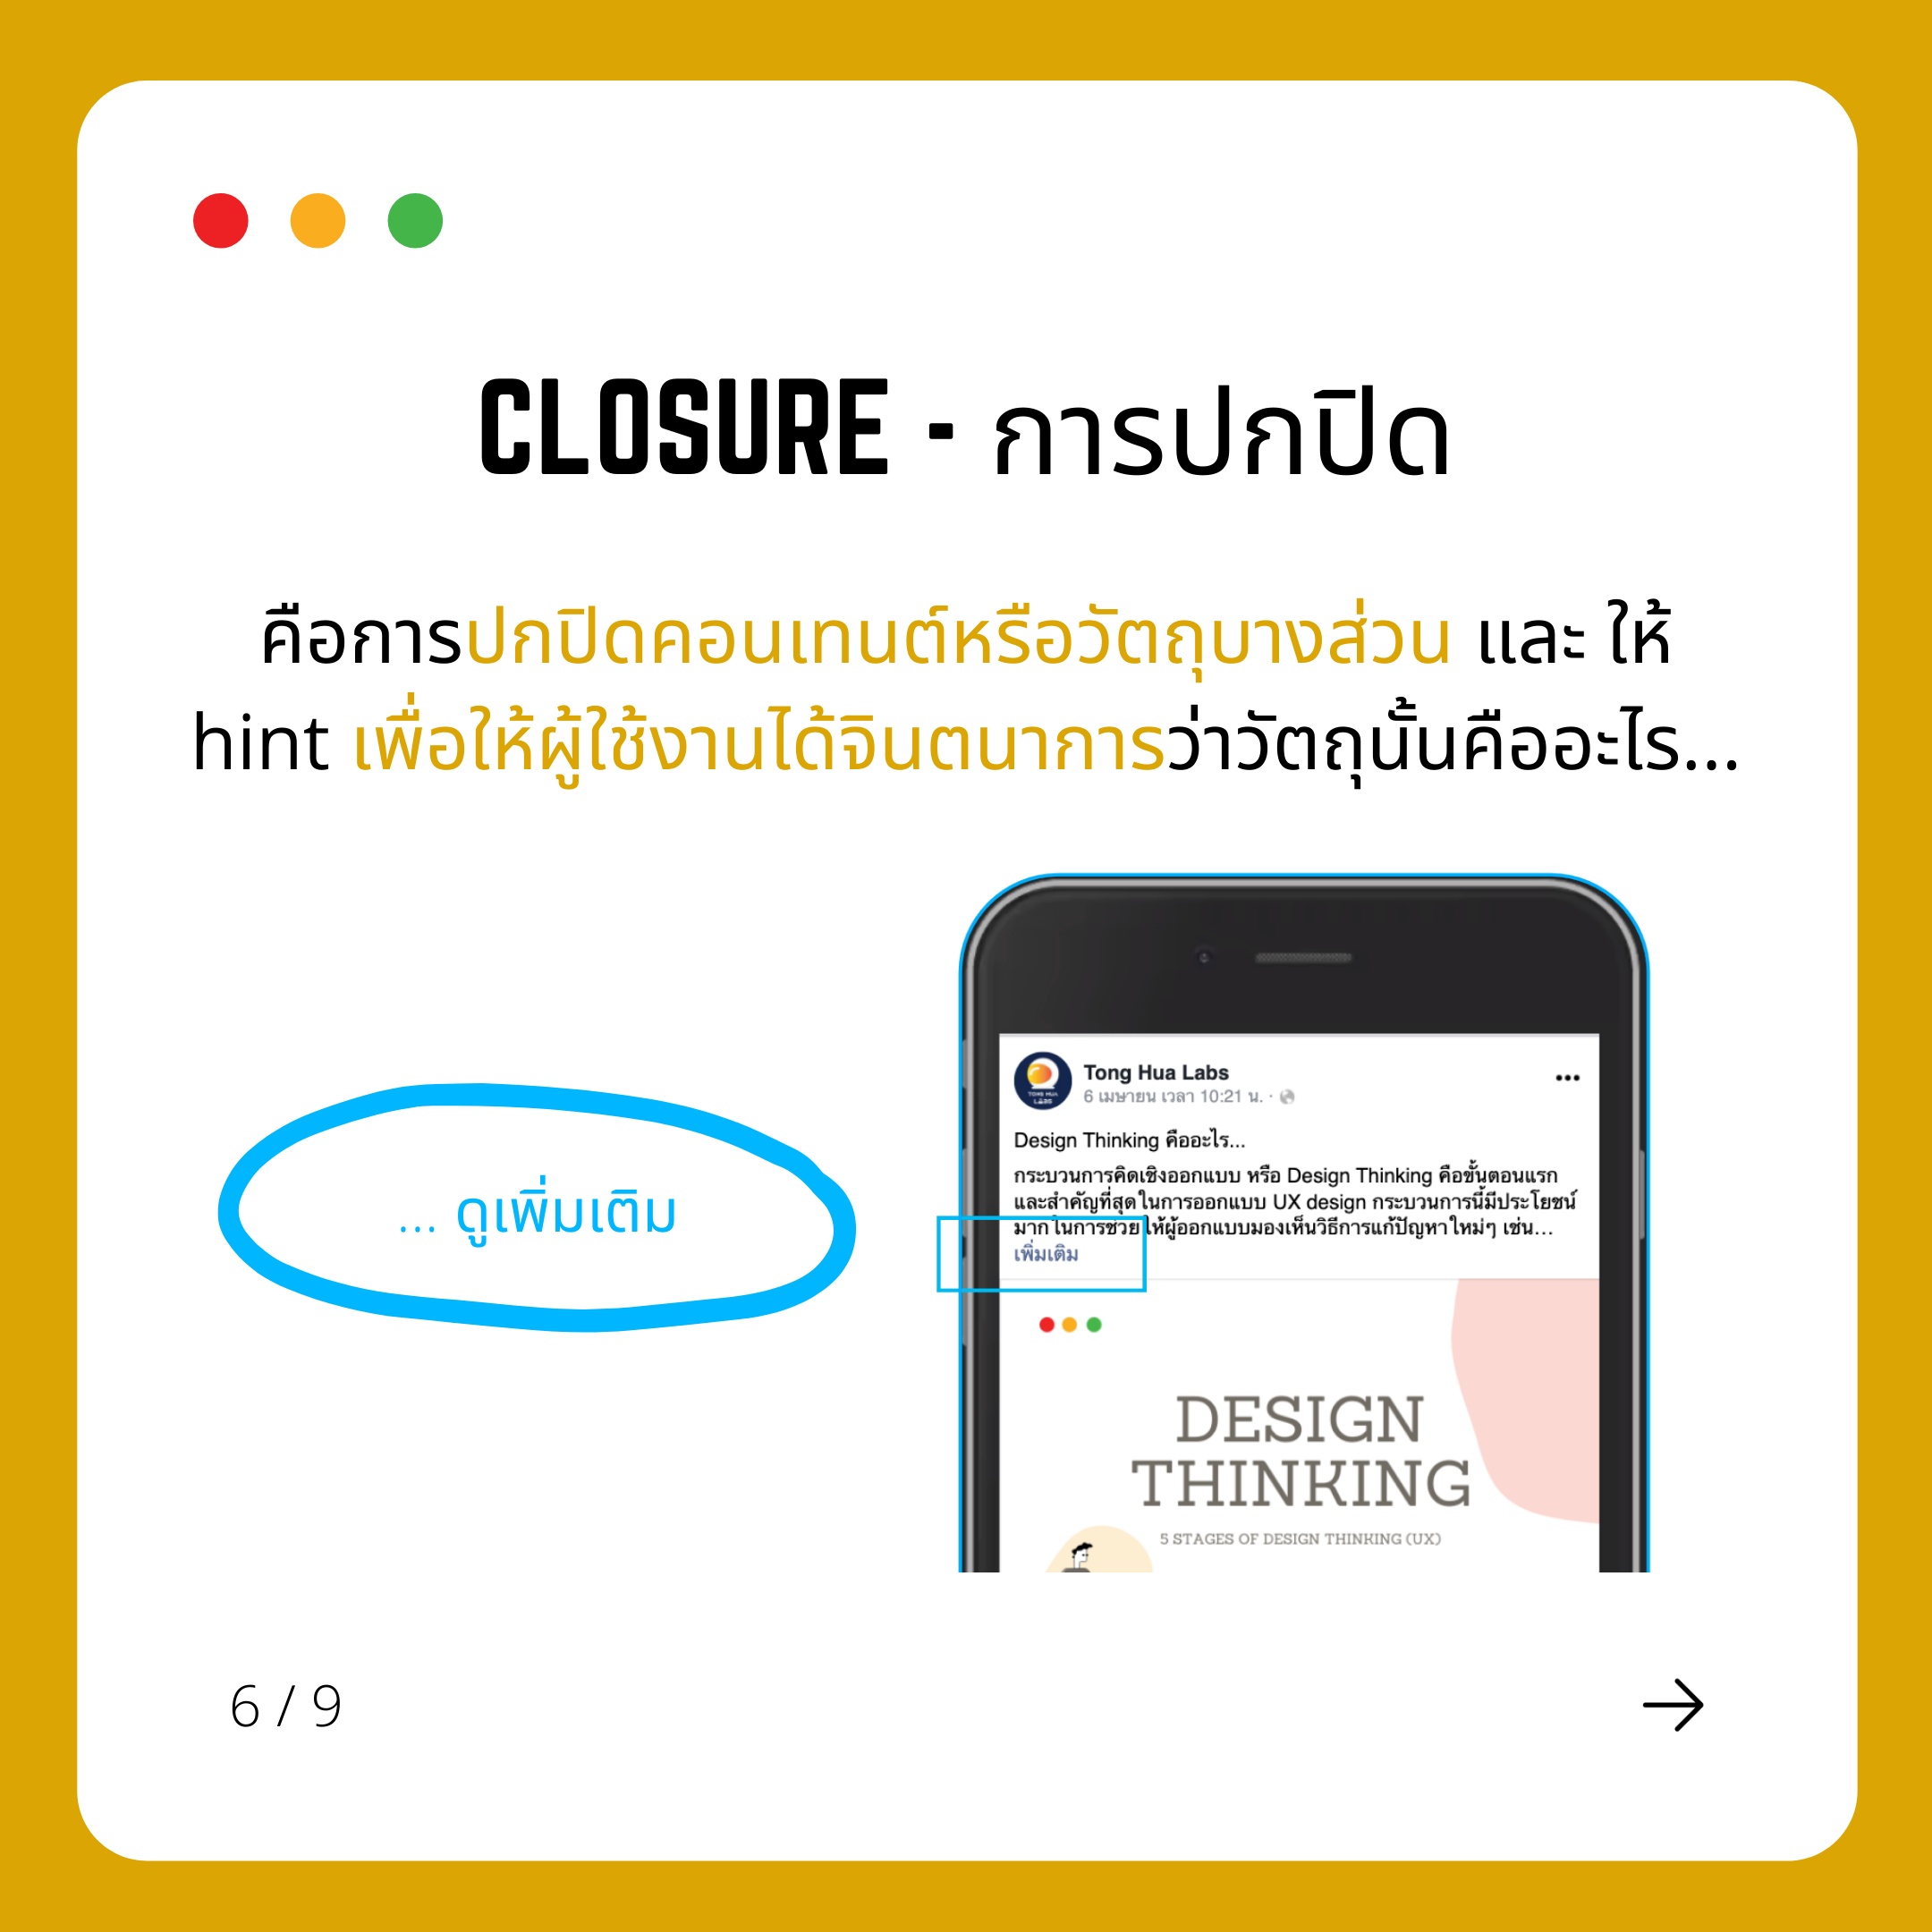 CLOSURE - การปกปิด
คือการปกปิดคอนเทนต์หรือวัตถุบางส่วน และ ให้
hint เพื่อให้ผู้ใช้งานได้จินตนาการว่าวัตถุนั้นคืออะไร...
... ดูเพิ่มเติม
TONG HUA
LABS
Tong Hua Labs
6 เมษายน เวลา 10:21 น. ·
Design Thinking คืออะไร...
กระบวนการคิดเชิงออกแบบ หรือ Design Thinking คือขั้นตอนแรก
และสำคัญที่สุดในการออกแบบ UX design กระบวนการนี้มีประโยชน์
มากในการช่วยให้ผู้ออกแบบมองเห็นวิธีการแก้ปัญหาใหม่ๆ เช่น...
เพิ่มเติม
DESIGN
THINKING
5 STAGES OF DESIGN THINKING (UX)
6 / 9